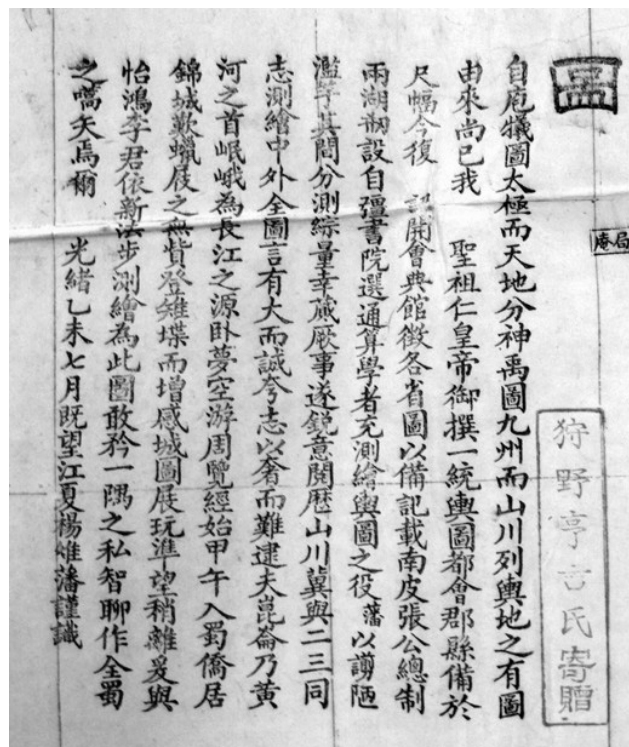 圖
自庖犧圖太極而天地分神禹圖九州而山川列輿地之有圖
由來尚已我 聖祖仁皇帝御撰一統輿圖都會郡縣備於
尺幅今復 詔開會典館徵各省圖以備記載南皮張公總制
兩湖剏設自彊書院選通算學者充測繪輿圖之役藩以謭陋
濫竽其間分測綜量幸蕆厥事遂銳意閱歷山川冀與二三同
志測繪中外全圖言有大而誠夸志以奢而難逮夫崑崙乃黃
河之首岷峨為長江之源卧夢空游周覽經始甲午入蜀僑居
錦城歎蠟屐之無貲登雉堞而增感城圖展玩準望稍離爰與
怡鴻李君依新法步測繪為此圖敢矜一隅之私智聊作全蜀
之嚆矢焉爾 光緒乙未七月既望江夏楊維藩謹識
狩野亨吉氏寄贈